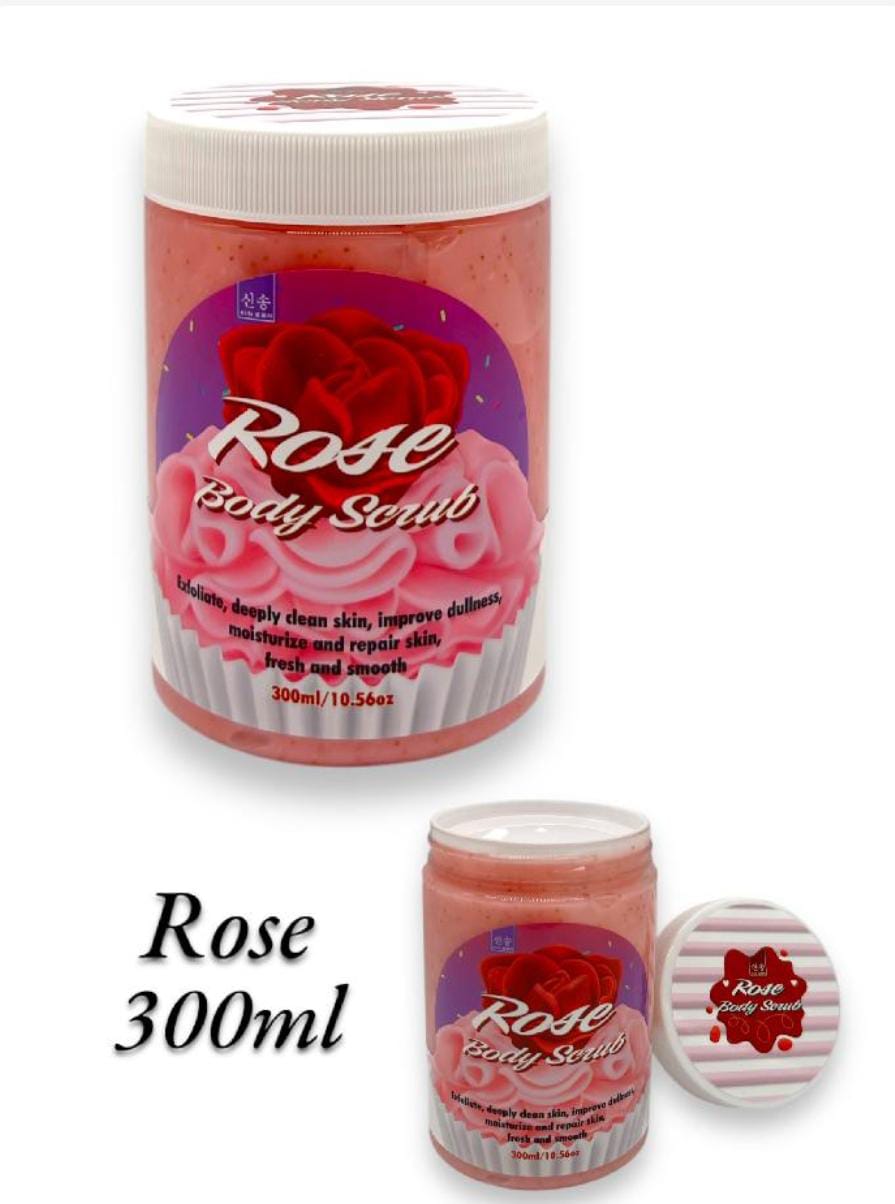 신송
Rose
Body Scrub
Exfoliate, deeply clean skin, improve dullness,
moisturize and repair skin,
fresh and smooth
300ml/10.56oz
Rose
300ml
신송
Rose
Body Scrub
Exfoliate, deeply clean skin, improve dullness,
moisturize and repair skin,
fresh and smooth
300ml/10.56oz
신송
Rose
Body Scrub